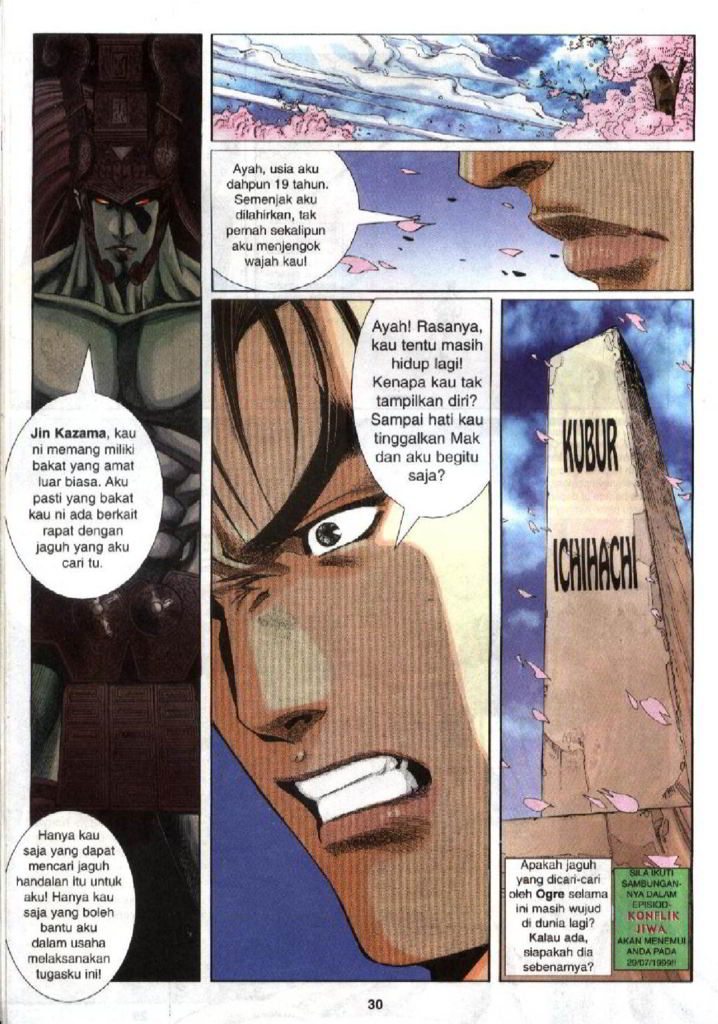 Jin Kazama, kau
ni memang miliki
bakat yang amat
luar biasa. Aku
pasti yang bakat
kau ni ada berkait
rapat dengan
jaguh yang aku
cari tu.
Hanya kau
saja yang dapat
mencari jaguh
handalan itu untuk
aku! Hanya kau
saja yang boleh
bantu aku
dalam usaha
melaksanakan
tugasku ini!
Ayah, usia aku
dahpun 19 tahun.
Semenjak aku
dilahirkan, tak
pernah sekalipun
aku menjengok
wajah kau!
Ayah! Rasanya,
kau tentu masih
hidup lagi!
Kenapa kau tak
tampilkan diri?
Sampai hati kau
tinggalkan Mak
dan aku begitu
saja?
KUBUR
ICHIHACHI
Apakah jaguh
yang dicari-cari
oleh Ogre selama
ini masih wujud
di dunia lagi?
Kalau ada,
siapakah dia
sebenarnya?
SILA IKUTI
SAMBUNGAN-
NYA DALAM
EPISIOD-
KONFLIK
JIWA
AKAN MENEMUI
ANDA PADA
29/07/1999!!
30